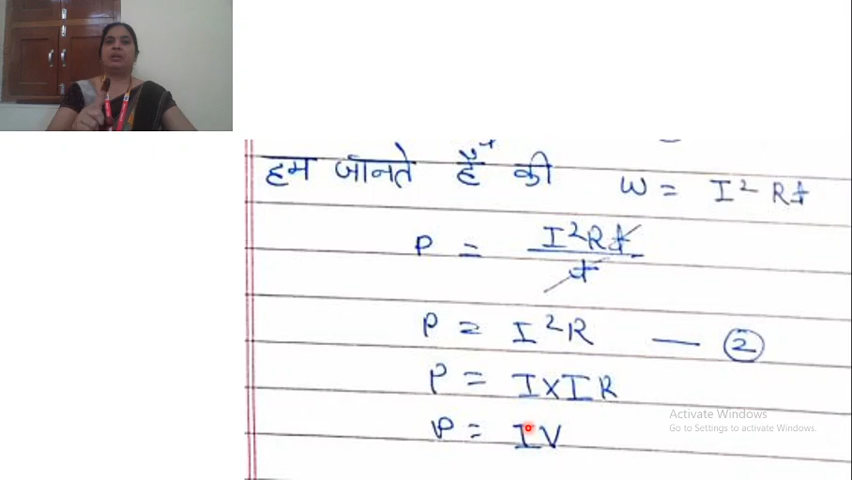 हम जानते हैं की W = I² Rt
P = I²Rt / t
P = I²R — ②
P = I×IR
P = IV
Activate Windows
Go to Settings to activate Windows.